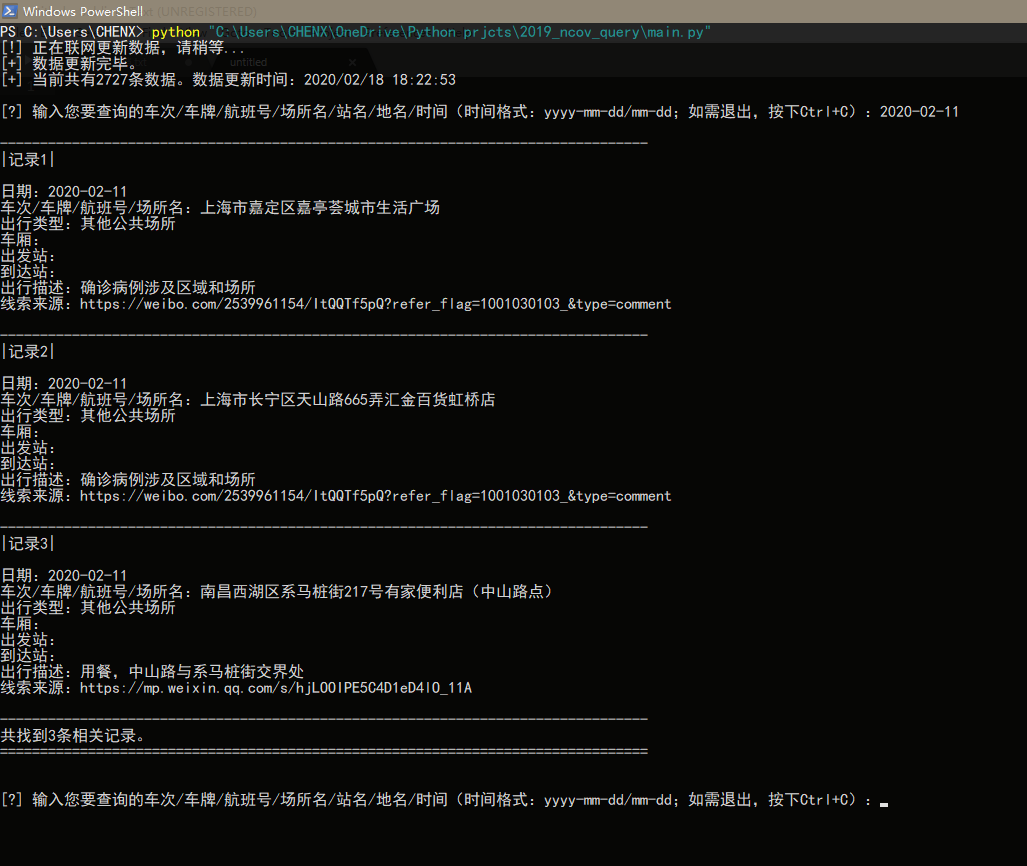 Windows PowerShell
(UNREGISTERED)
PS C:\Users\CHENX> python "C:\Users\CHENX\OneDrive\Python prjcts\2019_ncov_query\main.py"
[!] 正在联网更新数据，请稍等...
[+] 数据更新完毕。
untitled
[+] 当前共有2727条数据。数据更新时间：2020/02/18 18:22:53
[?] 输入您要查询的车次/车牌/航班号/场所名/站名/地名/时间（时间格式：yyyy-mm-dd/mm-dd；如需退出，按下Ctrl+C）：2020-02-11
---------------------------------------------------------------------------------
|记录1|
日期：2020-02-11
车次/车牌/航班号/场所名：上海市嘉定区嘉亭荟城市生活广场
出行类型：其他公共场所
车厢：
出发站：
到达站：
出行描述：确诊病例涉及区域和场所
线索来源：https://weibo.com/2539961154/ItQQTf5pQ?refer_flag=1001030103_&type=comment
---------------------------------------------------------------------------------
|记录2|
日期：2020-02-11
车次/车牌/航班号/场所名：上海市长宁区天山路665弄汇金百货虹桥店
出行类型：其他公共场所
车厢：
出发站：
到达站：
出行描述：确诊病例涉及区域和场所
线索来源：https://weibo.com/2539961154/ItQQTf5pQ?refer_flag=1001030103_&type=comment
---------------------------------------------------------------------------------
|记录3|
日期：2020-02-11
车次/车牌/航班号/场所名：南昌西湖区系马桩街217号有家便利店（中山路点）
出行类型：其他公共场所
车厢：
出发站：
到达站：
出行描述：用餐，中山路与系马桩街交界处
线索来源：https://mp.weixin.qq.com/s/hjLOOIPE5C4D1eD4lO_11A
---------------------------------------------------------------------------------
共找到3条相关记录。
=================================================================================
[?] 输入您要查询的车次/车牌/航班号/场所名/站名/地名/时间（时间格式：yyyy-mm-dd/mm-dd；如需退出，按下Ctrl+C）：